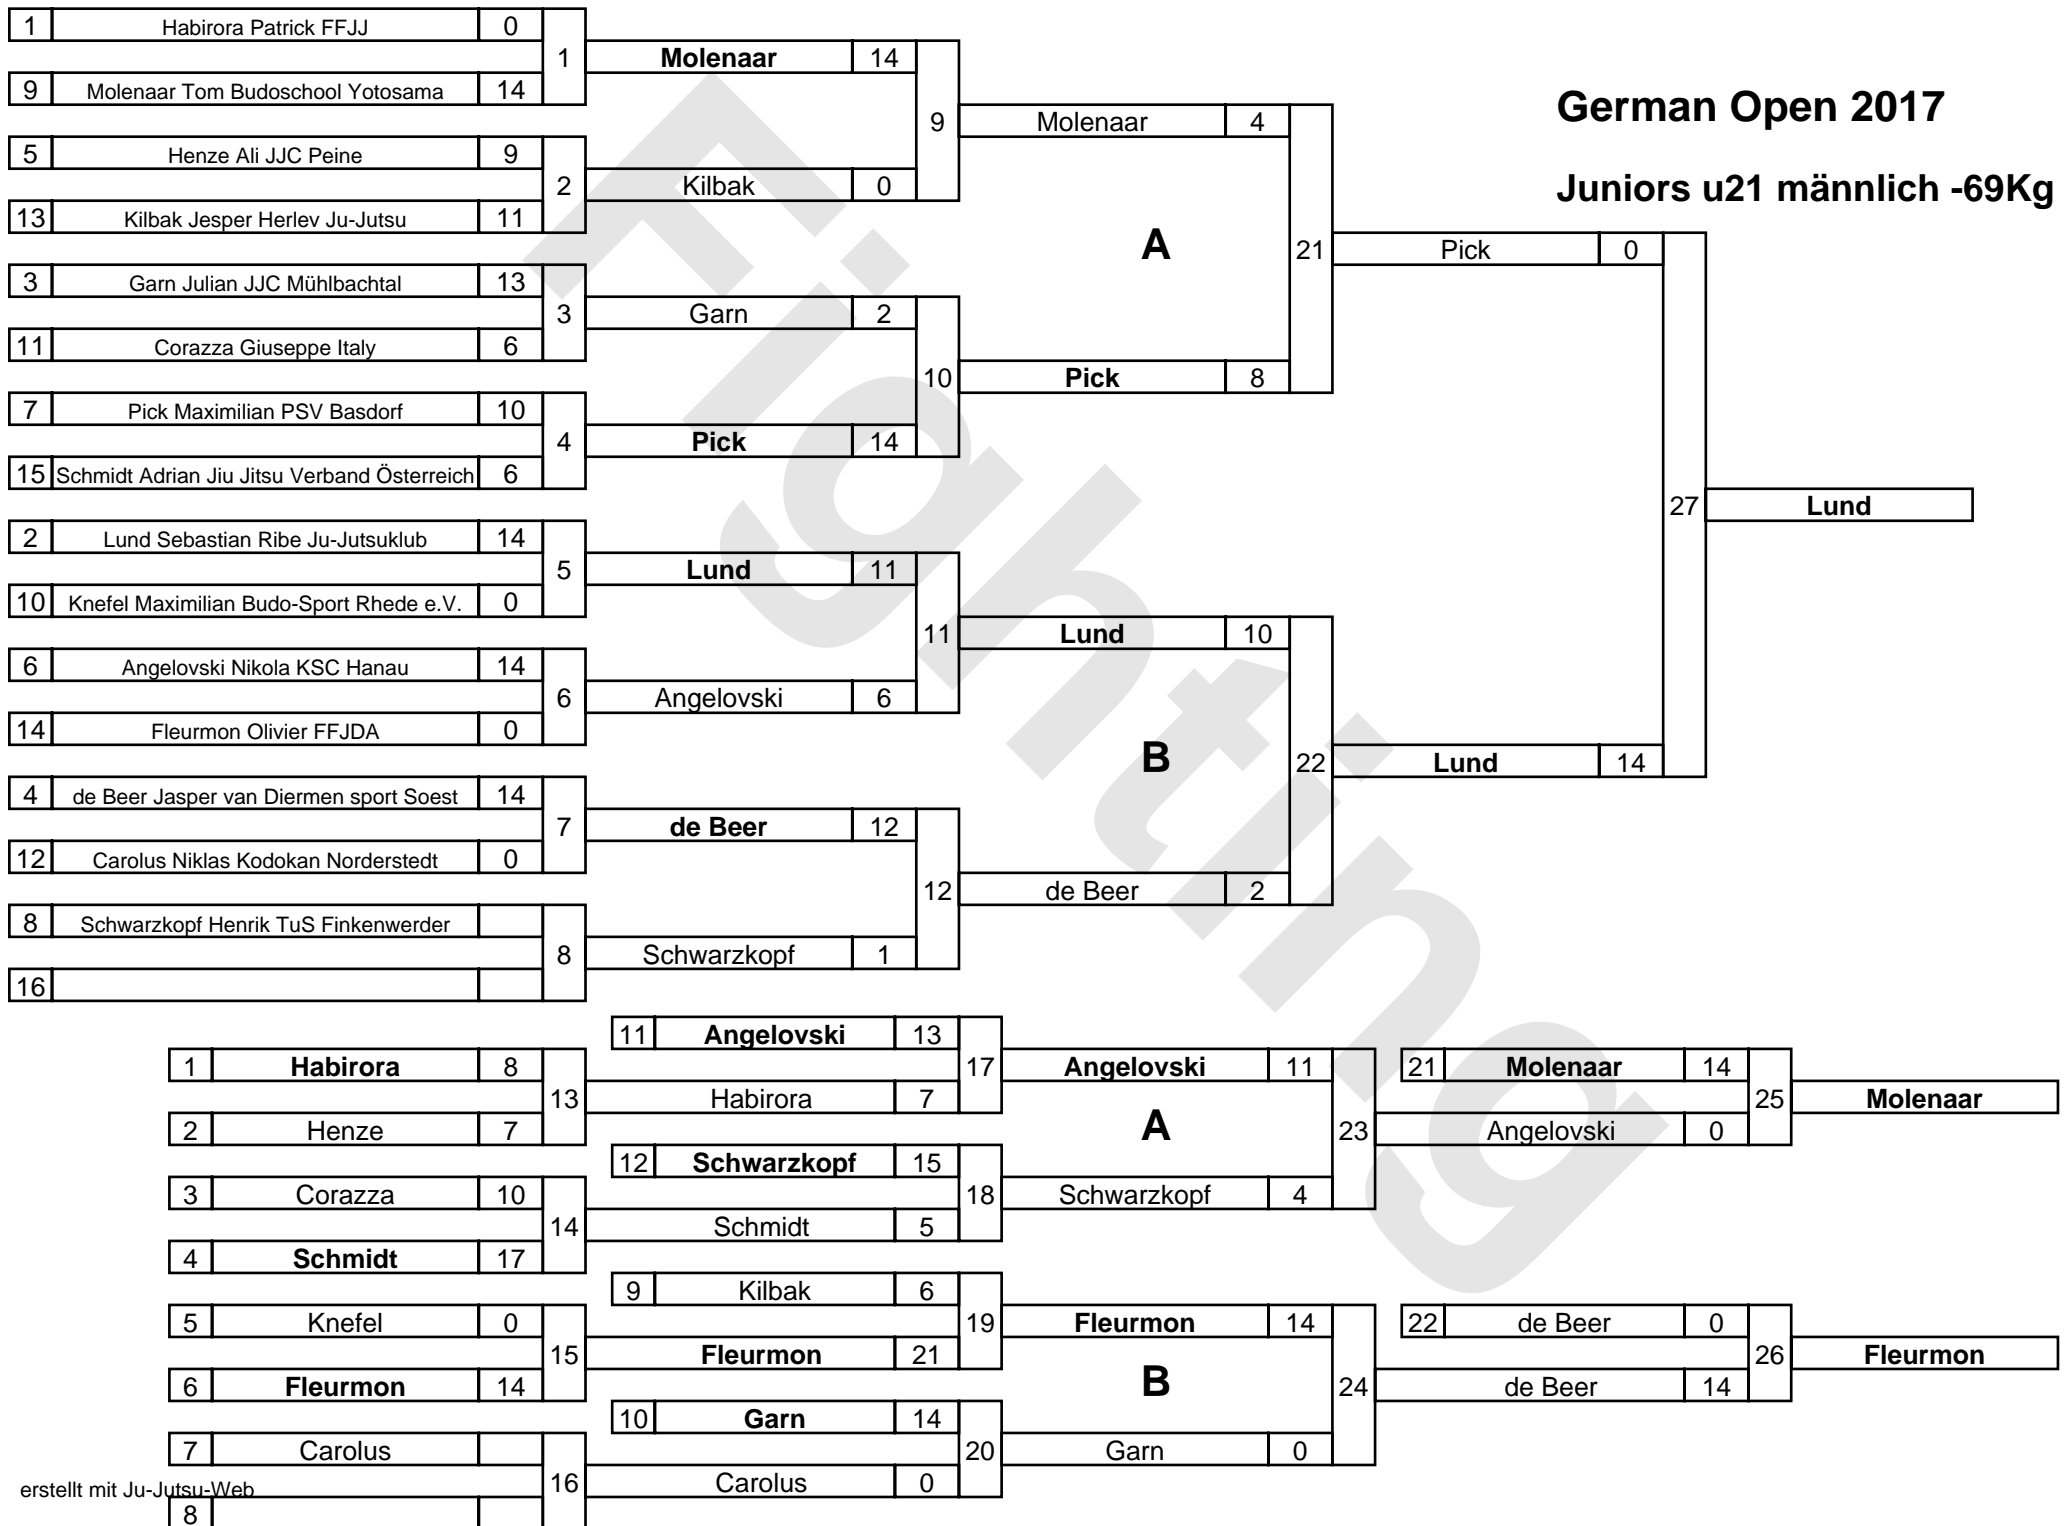 German Open 2017
Juniors u21 männlich -69Kg
1 Habirora Patrick FFJJ 0
9 Molenaar Tom Budoschool Yotosama 14
1
5 Henze Ali JJC Peine 9
13 Kilbak Jesper Herlev Ju-Jutsu 11
2
3 Garn Julian JJC Mühlbachtal 13
11 Corazza Giuseppe Italy 6
3
7 Pick Maximilian PSV Basdorf 10
15 Schmidt Adrian Jiu Jitsu Verband Österreich 6
4
2 Lund Sebastian Ribe Ju-Jutsuklub 14
10 Knefel Maximilian Budo-Sport Rhede e.V. 0
5
6 Angelovski Nikola KSC Hanau 14
14 Fleurmon Olivier FFJDA 0
6
4 de Beer Jasper van Diermen sport Soest 14
12 Carolus Niklas Kodokan Norderstedt 0
7
8 Schwarzkopf Henrik TuS Finkenwerder
16
8
Molenaar 14
Kilbak 0
9
Garn 2
Pick 14
10
Lund 11
Angelovski 6
11
de Beer 12
Schwarzkopf 1
12
Molenaar 4
A
Pick 8
21
Lund 10
B
de Beer 2
22
Pick 0
Lund 14
27
Lund
1 Habirora 8
2 Henze 7
13
3 Corazza 10
4 Schmidt 17
14
5 Knefel 0
6 Fleurmon 14
15
7 Carolus
8
16
11 Angelovski 13
Habirora 7
17
12 Schwarzkopf 15
Schmidt 5
18
9 Kilbak 6
Fleurmon 21
19
10 Garn 14
Carolus 0
20
Angelovski 11
A
Schwarzkopf 4
23
Fleurmon 14
B
Garn 0
24
21 Molenaar 14
Angelovski 0
25
Molenaar
22 de Beer 0
de Beer 14
26
Fleurmon
erstellt mit Ju-Jutsu-Web
Fighting